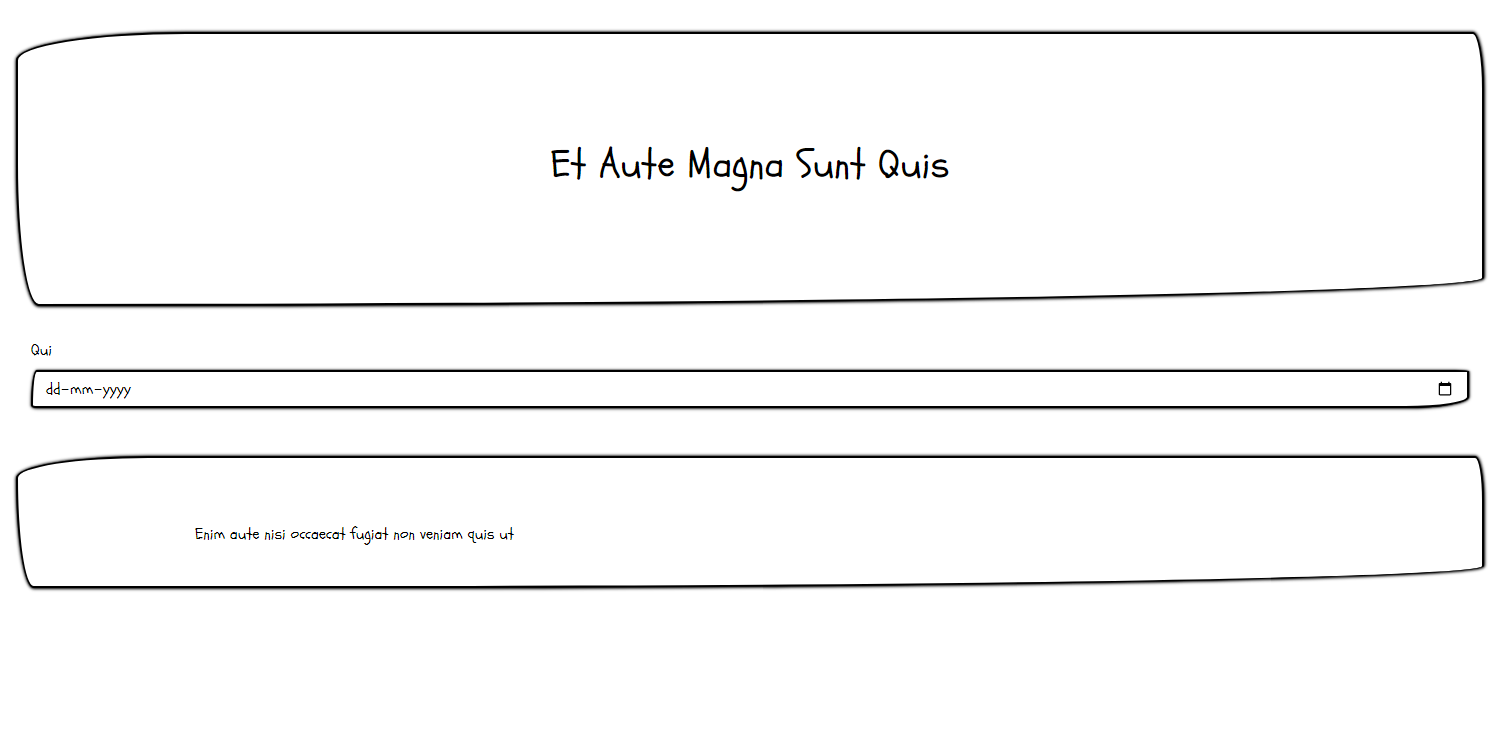 Et Aute Magna Sunt Quis
Qui
dd-mm-yyyy
Enim aute nisi occaecat fugiat non veniam quis ut